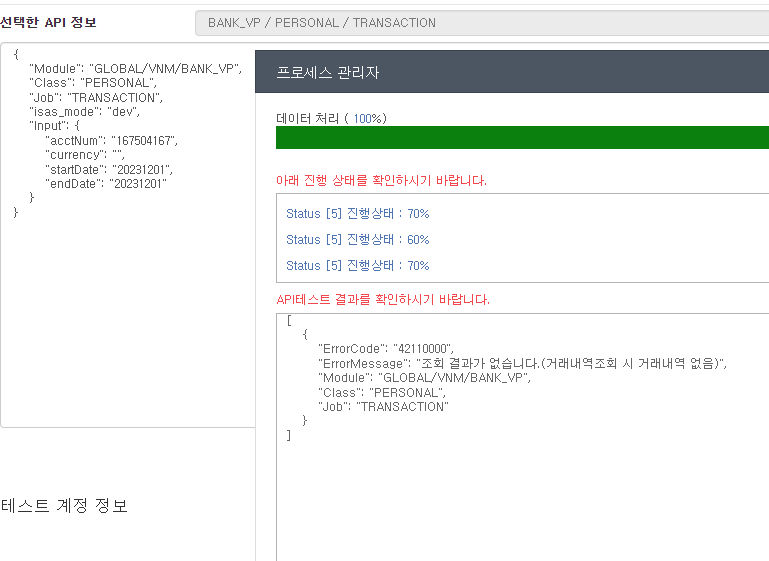 선택한 API 정보
BANK_VP / PERSONAL / TRANSACTION
{
"Module": "GLOBAL/VNM/BANK_VP",
"Class": "PERSONAL",
"Job": "TRANSACTION",
"isas_mode": "dev",
"Input": {
"acctNum": "167504167",
"currency": "",
"startDate": "20231201",
"endDate": "20231201"
}
}
프로세스 관리자
데이터 처리 ( 100%)
아래 진행 상태를 확인하시기 바랍니다.
Status [5] 진행상태 : 70%
Status [5] 진행상태 : 60%
Status [5] 진행상태 : 70%
API테스트 결과를 확인하시기 바랍니다.
[
{
"ErrorCode": "42110000",
"ErrorMessage": "조회 결과가 없습니다.(거래내역조회 시 거래내역 없음)",
"Module": "GLOBAL/VNM/BANK_VP",
"Class": "PERSONAL",
"Job": "TRANSACTION"
}
]
테스트 계정 정보